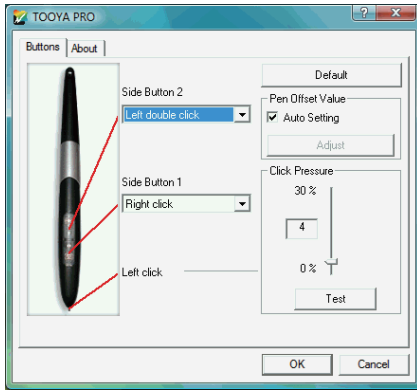 TOOYA PRO
Buttons
About
Side Button 2
Left double click
Side Button 1
Right click
Left click
Default
Pen Offset Value
Auto Setting
Adjust
Click Pressure
30 %
4
0 %
Test
OK
Cancel